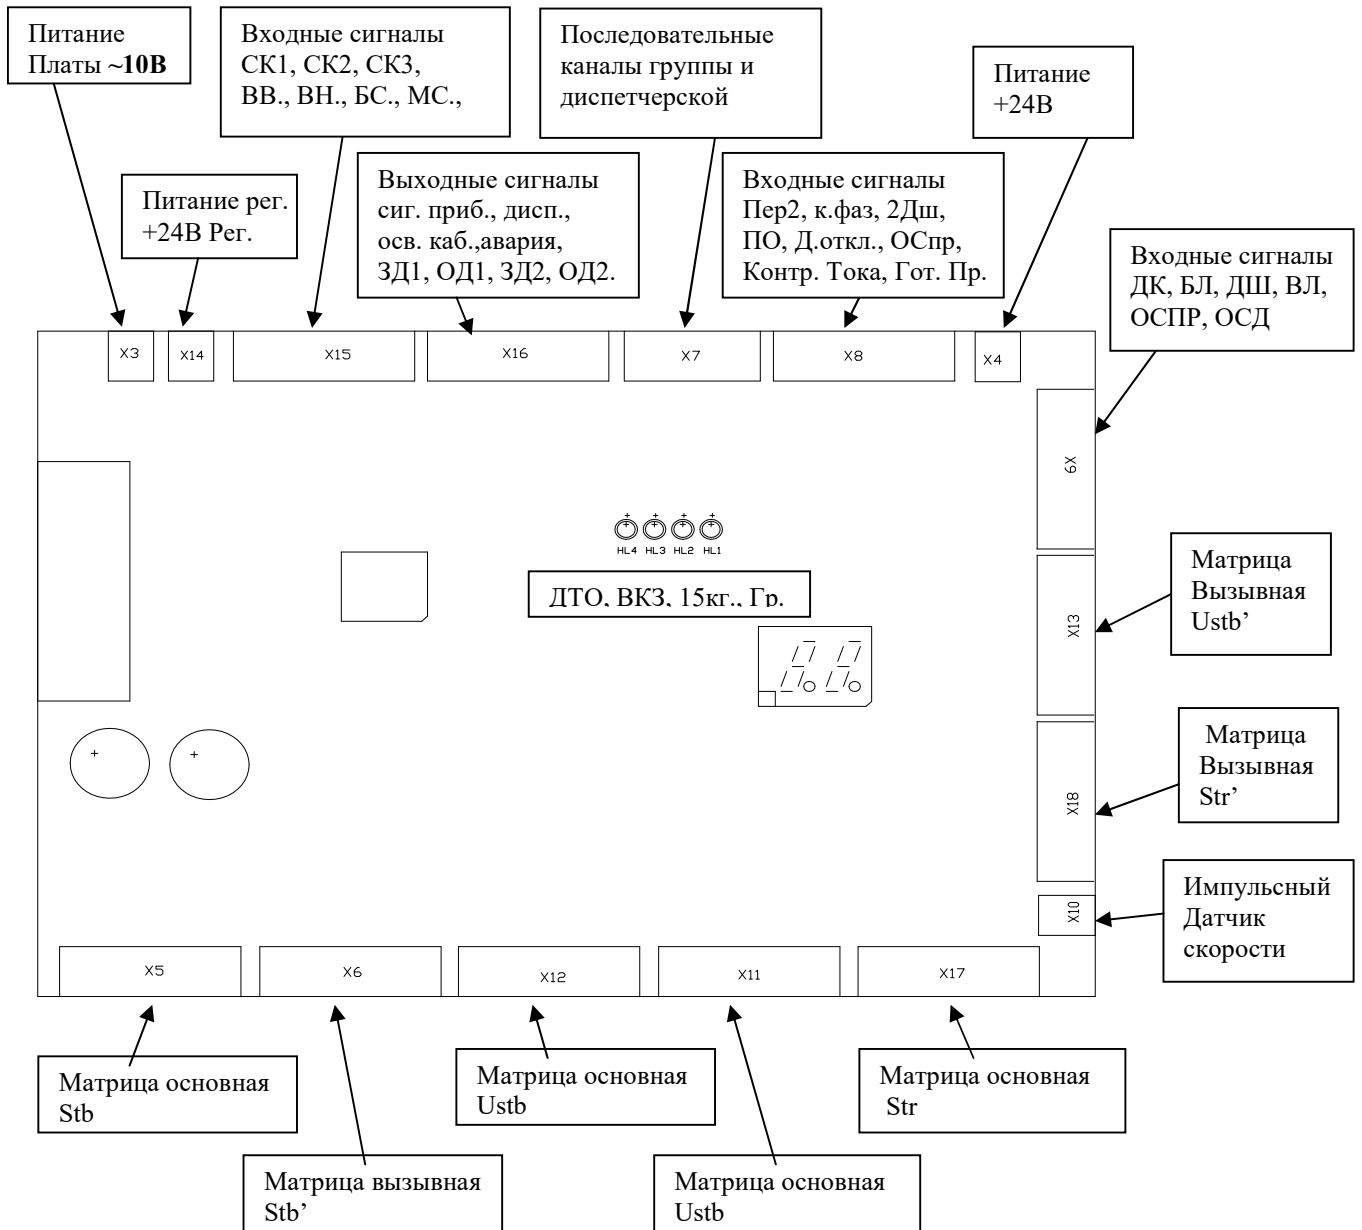 Питание
Платы ~10В
Входные сигналы
СК1, СК2, СК3,
ВВ., ВН., БС., МС.,
Последовательные
каналы группы и
диспетчерской
Питание
+24В
Питание рег.
+24В Рег.
Выходные сигналы
сиг. приб., дисп.,
осв. каб.,авария,
ЗД1, ОД1, ЗД2, ОД2.
Входные сигналы
Пер2, к.фаз, 2Дш,
ПО, Д.откл., ОСпр,
Контр. Тока, Гот. Пр.
Входные сигналы
ДК, БЛ, ДШ, ВЛ,
ОСПР, ОСД
X3
X14
X15
X16
X7
X8
X4
X9
HL4 HL3 HL2 HL1
ДТО, ВКЗ, 15кг., Гр.
Матрица
Вызывная
Ustb’
X13
Матрица
Вызывная
Str’
X18
Импульсный
Датчик
скорости
X10
X5
X6
X12
X11
X17
Матрица основная
Stb
Матрица основная
Ustb
Матрица основная
Str
Матрица вызывная
Stb’
Матрица основная
Ustb